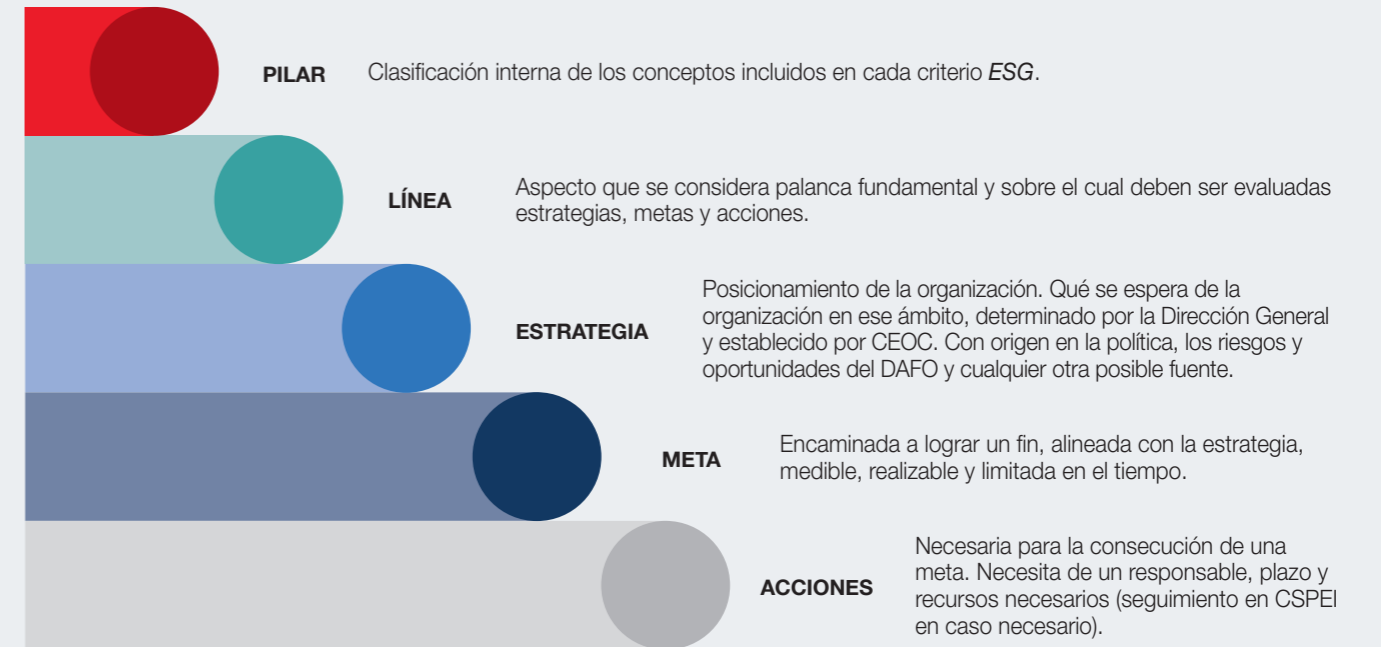 PILAR
Clasificación interna de los conceptos incluidos en cada criterio ESG.
LÍNEA
Aspecto que se considera palanca fundamental y sobre el cual deben ser evaluadas
estrategias, metas y acciones.
ESTRATEGIA
Posicionamiento de la organización. Qué se espera de la
organización en ese ámbito, determinado por la Dirección General
y establecido por CEOC. Con origen en la política, los riesgos y
oportunidades del DAFO y cualquier otra posible fuente.
META
Encaminada a lograr un fin, alineada con la estrategia,
medible, realizable y limitada en el tiempo.
ACCIONES
Necesaria para la consecución de una
meta. Necesita de un responsable, plazo y
recursos necesarios (seguimiento en CSPEI
en caso necesario).